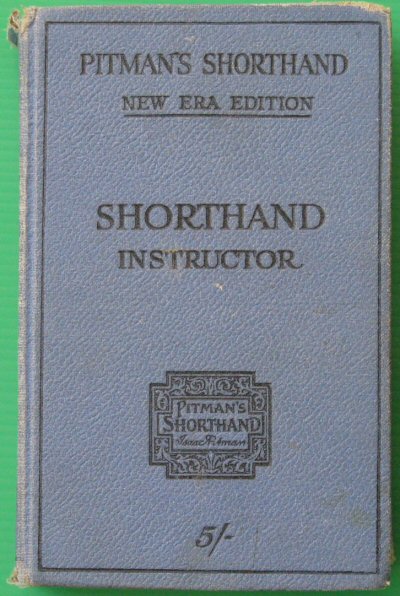 PITMAN'S SHORTHAND
NEW ERA EDITION
SHORTHAND
INSTRUCTOR
PITMAN'S
SHORTHAND
Isaac Pitman
5/-